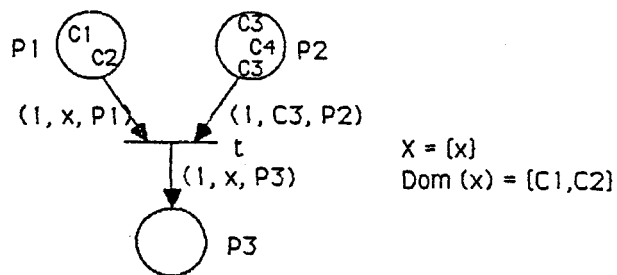 C1
C2
P1
C3
C4
C3
P2
(1, x, P1)
(1, C3, P2)
t
(1, x, P3)
P3
X = {x}
Dom (x) = {C1,C2}